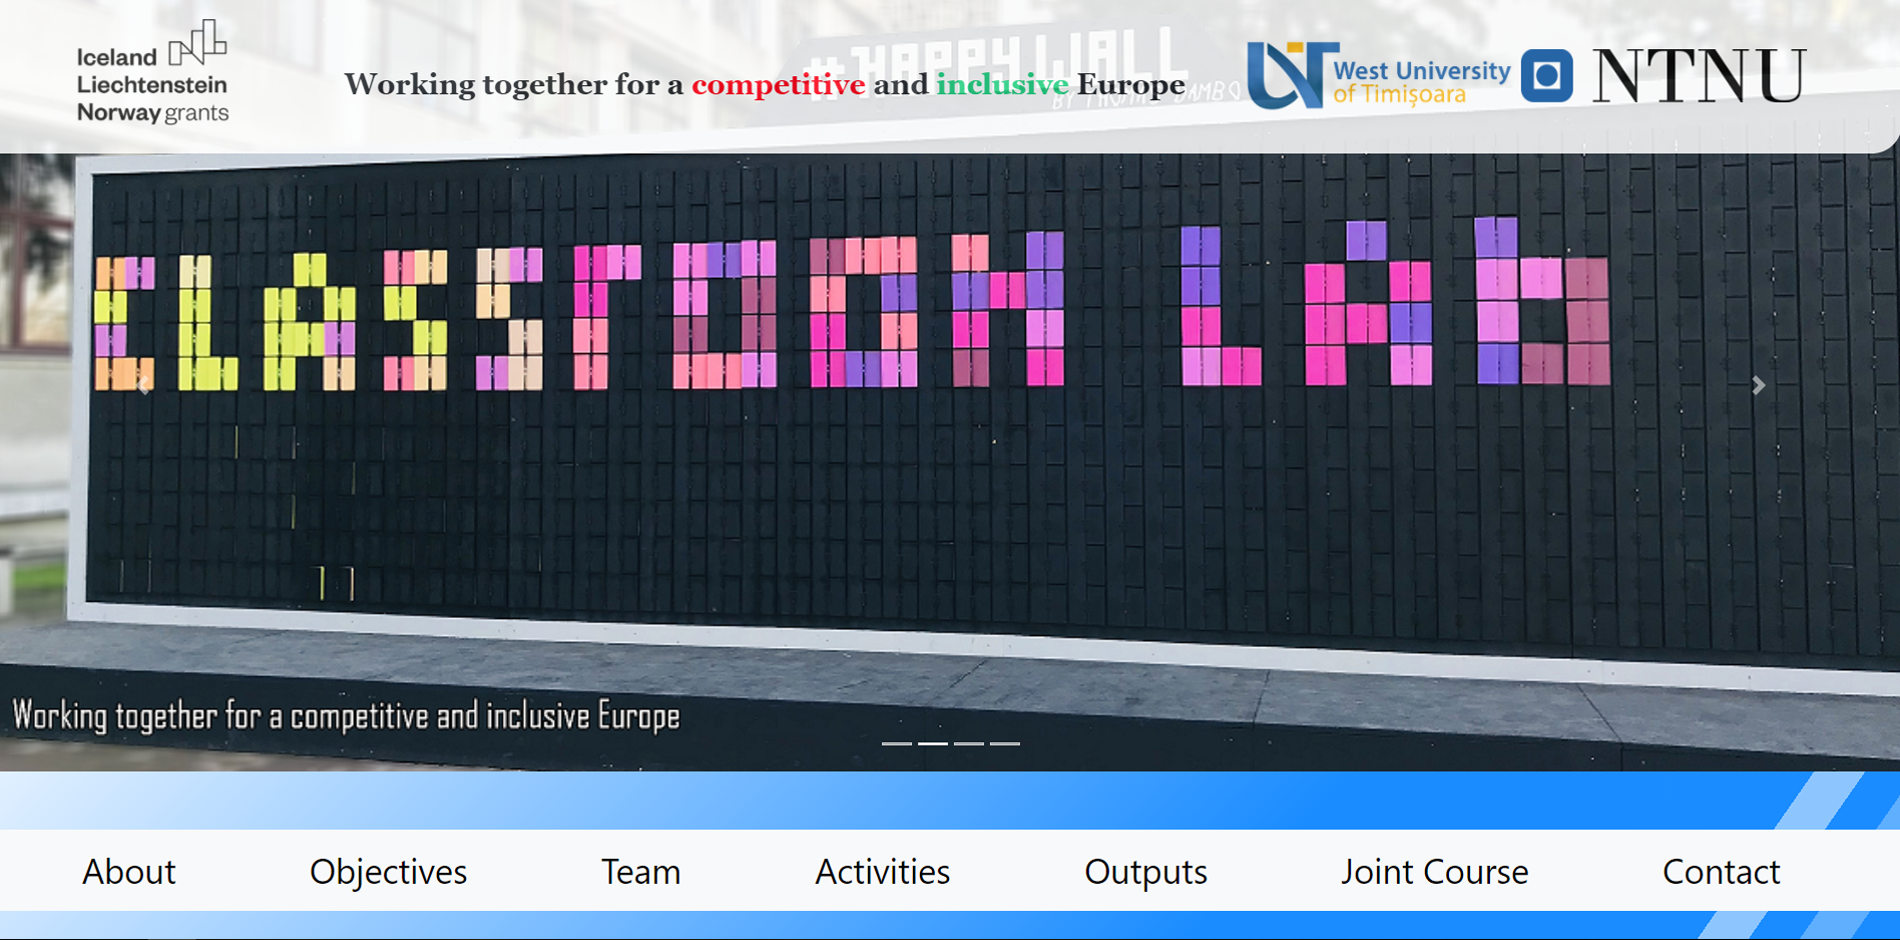 Iceland
Liechtenstein
Norway grants
Working together for a competitive and inclusive Europe
West University
of Timișoara
NTNU
#HAPPYWALL
CLASSROOM LAB
Working together for a competitive and inclusive Europe
About
Objectives
Team
Activities
Outputs
Joint Course
Contact